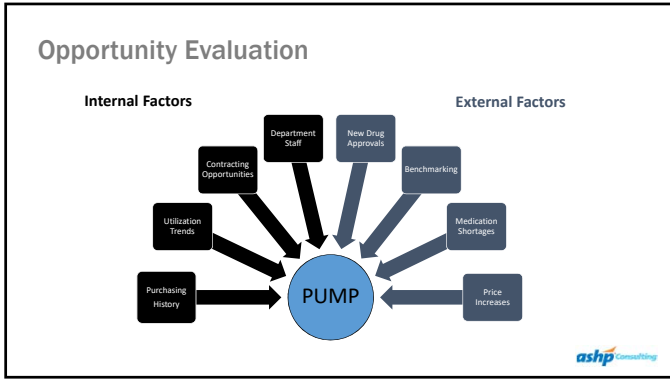 Opportunity Evaluation
Internal Factors
External Factors
Department
Staff
New Drug
Approvals
Contracting
Opportunities
Benchmarking
Utilization
Trends
Medication
Shortages
Purchasing
History
PUMP
Price
Increases
ashp Consulting